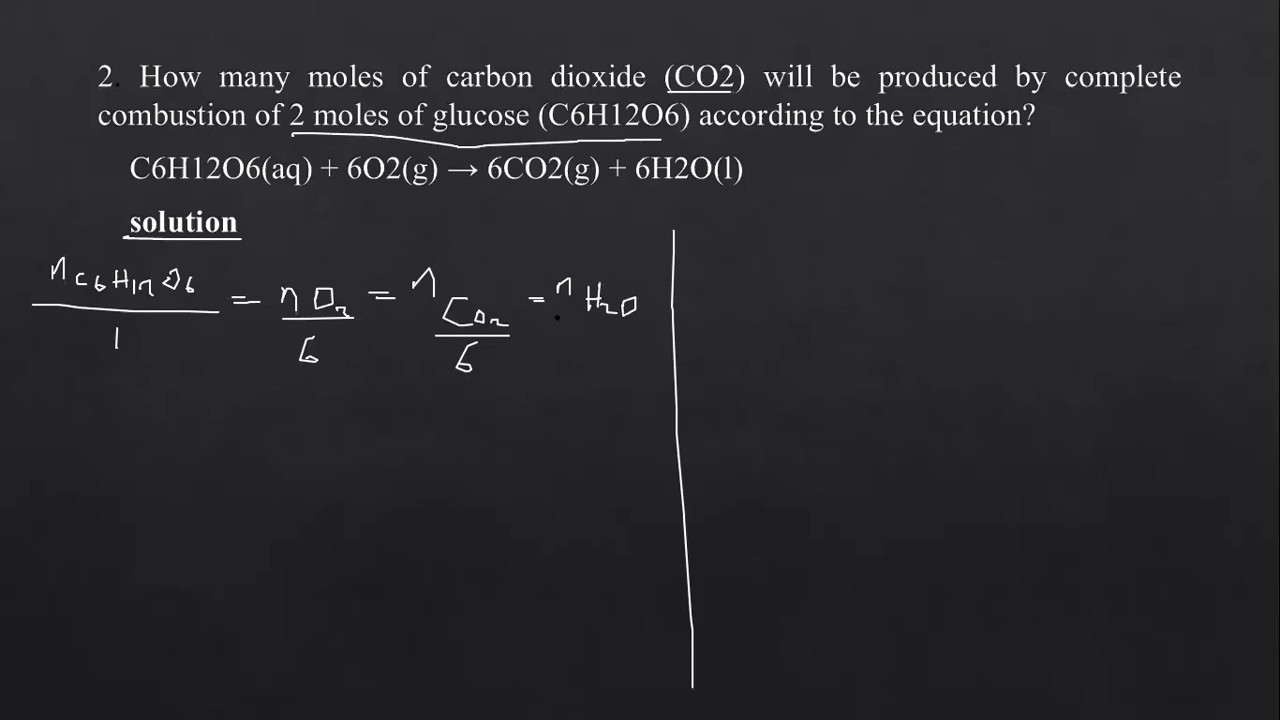 2. How many moles of carbon dioxide (CO2) will be produced by complete
combustion of 2 moles of glucose (C6H12O6) according to the equation?
C6H12O6(aq) + 6O2(g) → 6CO2(g) + 6H2O(l)
solution
nC6H12O6 = nO2 = nCO2 = nH2O
1 6 6